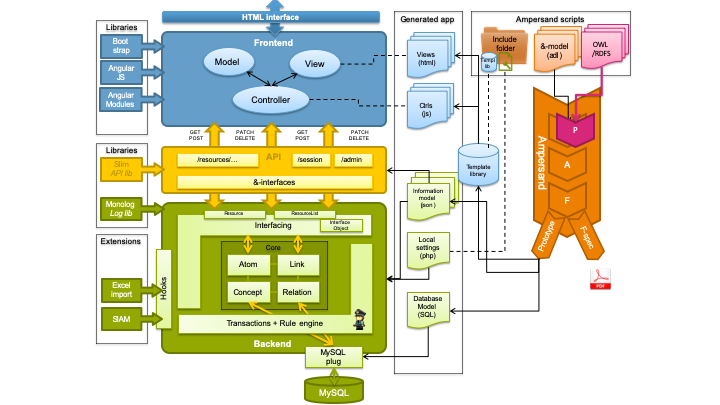 HTML interface
Libraries
Boot
strap
Angular
JS
Angular
Modules
Frontend
Model
View
Controller
GET
POST
PATCH
DELETE
GET
POST
PATCH
DELETE
Libraries
Slim
API lib
Monolog
Log lib
API
/resources/...
/session
/admin
&-interfaces
Resource
ResourceList
Interfacing
Interface
Object
Extensions
Excel
import
SIAM
Hooks
Core
Atom
Link
Concept
Relation
Transactions + Rule engine
Backend
MySQL
plug
MySQL
Generated app
Views
(html)
Ctrls
(js)
Information
model
(json)
Local
settings
(php)
Database
Model
(SQL)
Template
library
Ampersand scripts
Include
folder
Templ
lib
&-model
(adl)
OWL
/RDFS
Ampersand
P
A
F
Prototype
F-spec
PDF